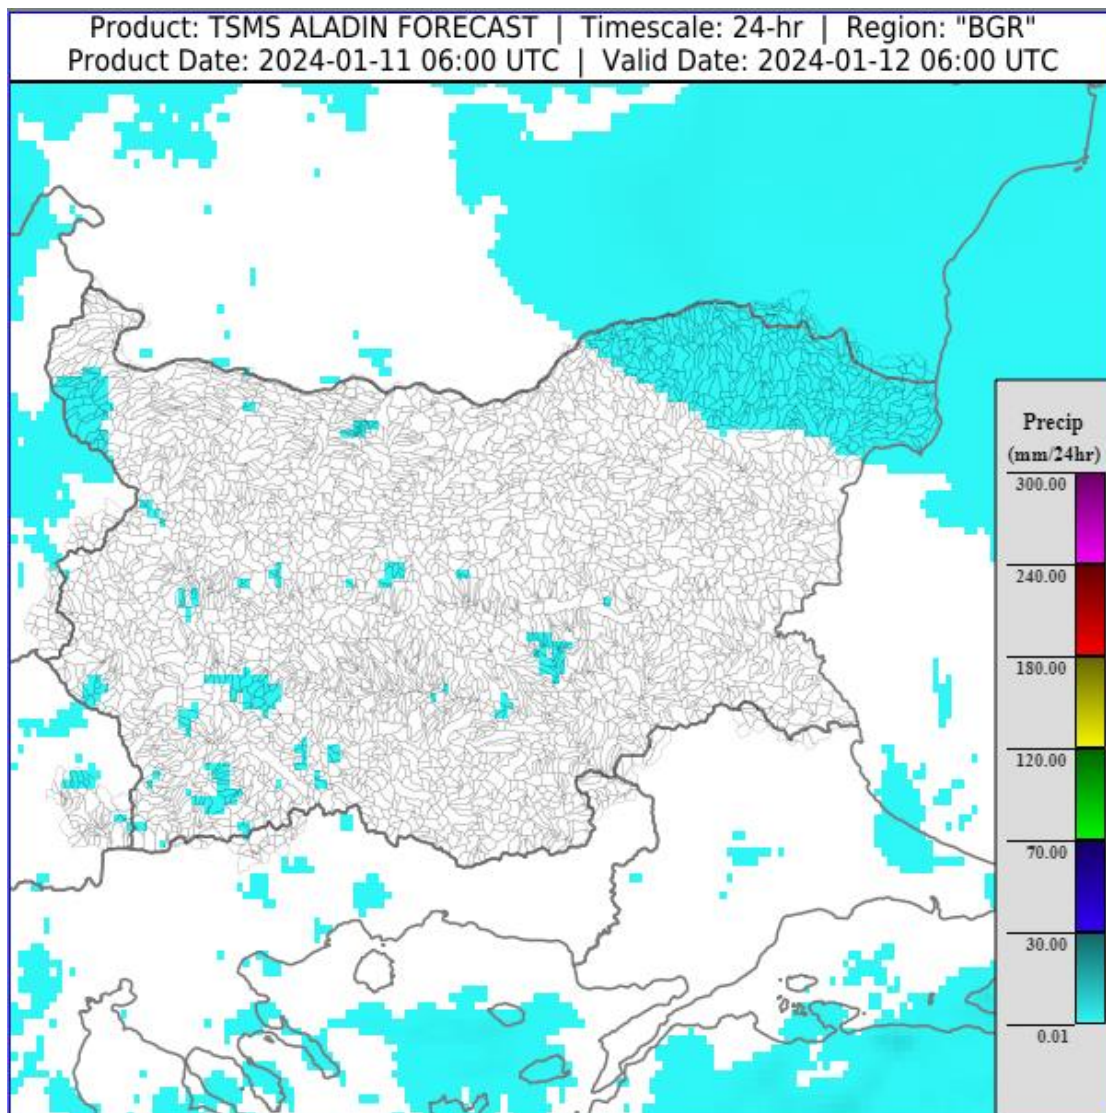 Product: TSMS ALADIN FORECAST | Timescale: 24-hr | Region: "BGR"
Product Date: 2024-01-11 06:00 UTC | Valid Date: 2024-01-12 06:00 UTC
Precip
(mm/24hr)
300.00
240.00
180.00
120.00
70.00
30.00
0.01